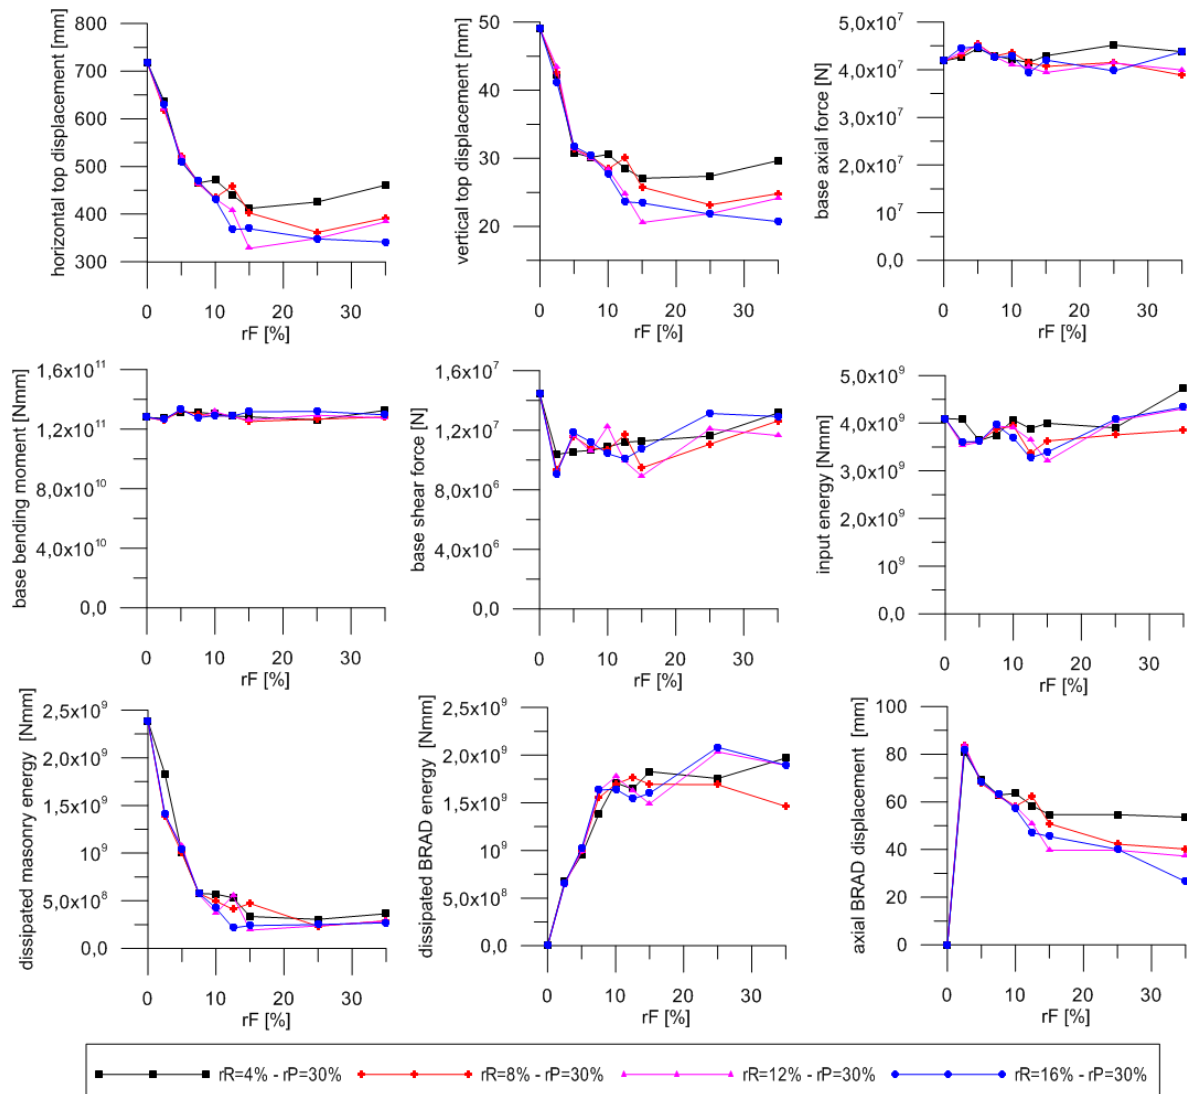 horizontal top displacement [mm]
800
700
600
500
400
300
0 10 20 30
rF [%]
vertical top displacement [mm]
50
40
30
20
0 10 20 30
rF [%]
base axial force [N]
5,0x10⁷
4,0x10⁷
3,0x10⁷
2,0x10⁷
10⁷
0,0
0 10 20 30
rF [%]
base bending moment [Nmm]
1,6x10¹¹
1,2x10¹¹
8,0x10¹⁰
4,0x10¹⁰
0,0
0 10 20 30
rF [%]
base shear force [N]
1,6x10⁷
1,2x10⁷
8,0x10⁶
4,0x10⁶
0,0
0 10 20 30
rF [%]
input energy [Nmm]
5,0x10⁹
4,0x10⁹
3,0x10⁹
2,0x10⁹
10⁹
0,0
0 10 20 30
rF [%]
dissipated masonry energy [Nmm]
2,5x10⁹
2,0x10⁹
1,5x10⁹
10⁹
5,0x10⁸
0,0
0 10 20 30
rF [%]
dissipated BRAD energy [Nmm]
2,5x10⁹
2,0x10⁹
1,5x10⁹
10⁹
5,0x10⁸
0,0
0 10 20 30
rF [%]
axial BRAD displacement [mm]
100
80
60
40
20
0
0 10 20 30
rF [%]
rR=4% - rP=30% rR=8% - rP=30% rR=12% - rP=30% rR=16% - rP=30%